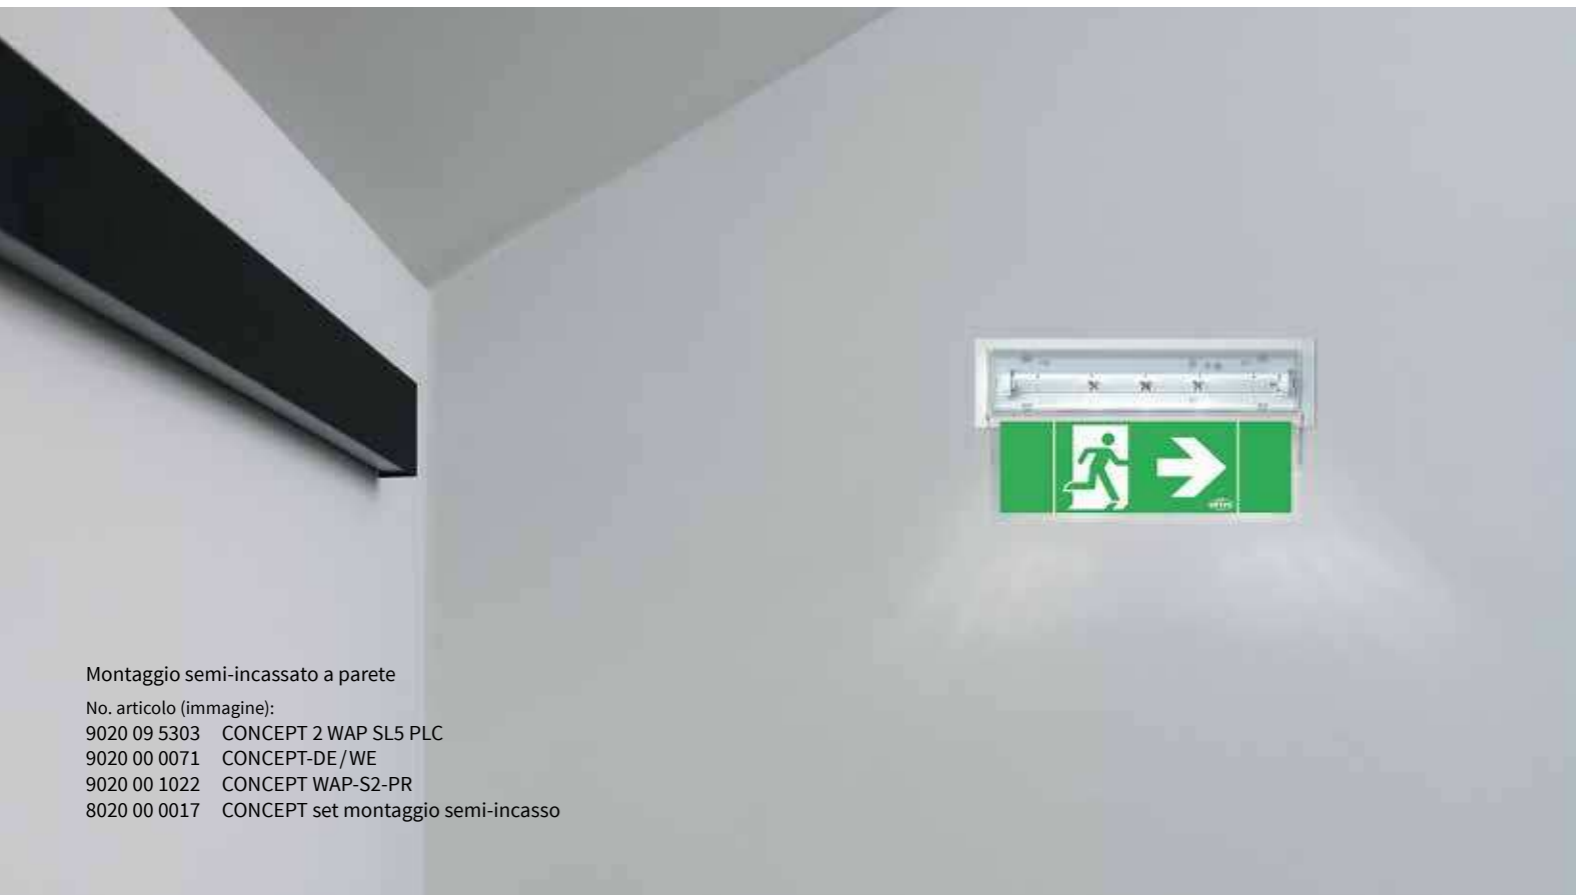 Montaggio semi-incassato a parete
No. articolo (immagine):
9020 09 5303 CONCEPT 2 WAP SL5 PLC
9020 00 0071 CONCEPT-DE/WE
9020 00 1022 CONCEPT WAP-S2-PR
8020 00 0017 CONCEPT set montaggio semi-incasso